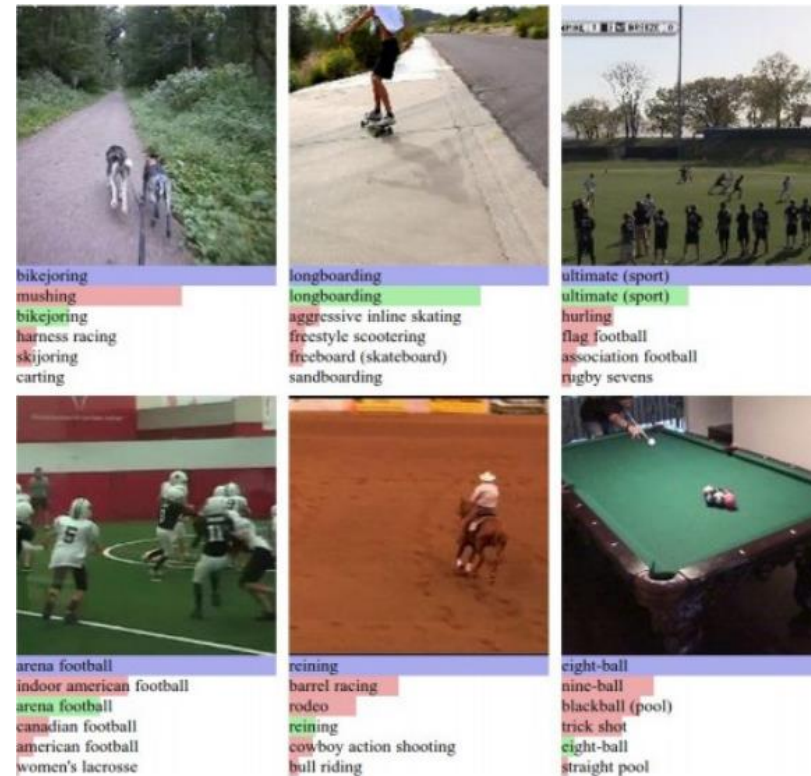 bikejoring
mushing
bikejoring
harness racing
skijoring
carting
longboarding
longboarding
aggressive inline skating
freestyle scootering
freeboard (skateboard)
sandboarding
ultimate (sport)
ultimate (sport)
hurling
flag football
association football
rugby sevens
5
11
arena football
indoor american football
arena football
canadian football
american football
women's lacrosse
reining
barrel racing
rodeo
reining
cowboy action shooting
bull riding
eight-ball
nine-ball
blackball (pool)
trick shot
eight-ball
straight pool